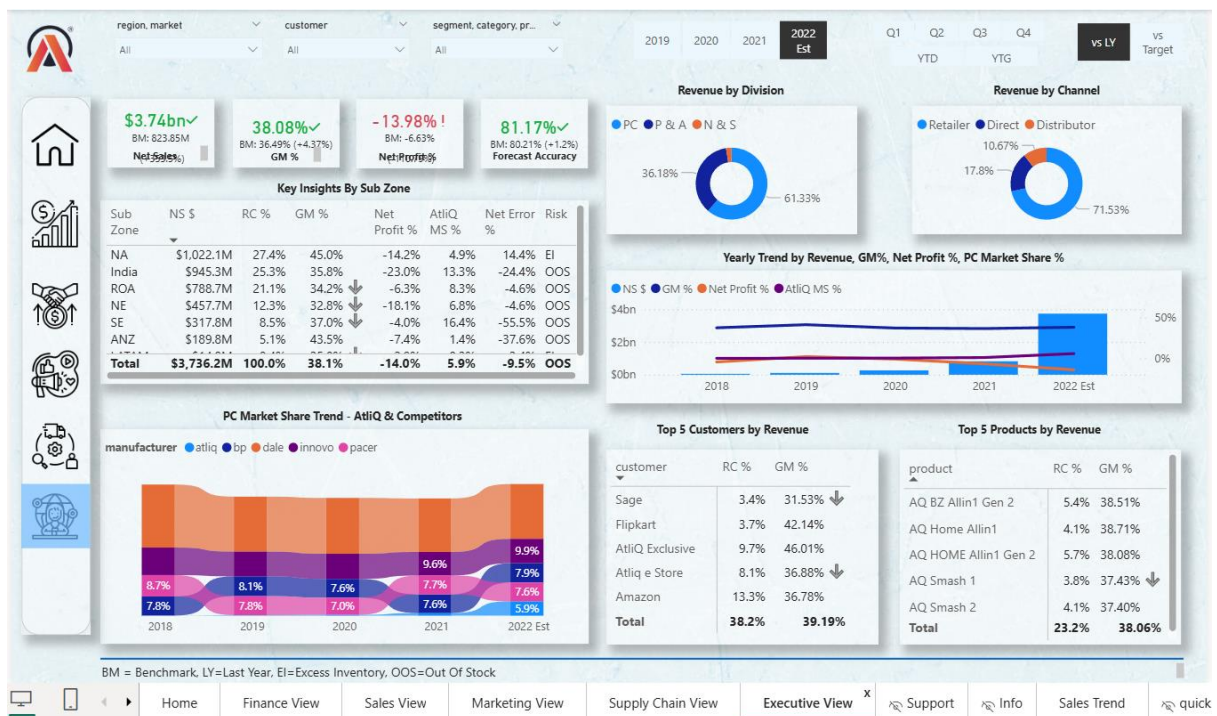 region, market
customer
segment, category, pr...
All
All
All
2019 2020 2021 2022 Est
Q1 Q2 Q3 Q4
YTD YTG
vs LY
vs Target
$3.74bn
BM: 823.85M
Net Sales
38.08%
BM: 36.49% (+4.37%)
GM %
-13.98% !
BM: -6.63%
Net Profit %
81.17%
BM: 80.21% (+1.2%)
Forecast Accuracy
Revenue by Division
PC P & A N & S
36.18%
61.33%
Revenue by Channel
Retailer Direct Distributor
10.67%
17.8%
71.53%
Key Insights By Sub Zone
Sub Zone NS $ RC % GM % Net Profit % AtliQ MS % Net Error % Risk
NA $1,022.1M 27.4% 45.0% -14.2% 4.9% 14.4% EI
India $945.3M 25.3% 35.8% -23.0% 13.3% -24.4% OOS
ROA $788.7M 21.1% 34.2% -6.3% 8.3% -4.6% OOS
NE $457.7M 12.3% 32.8% -18.1% 6.8% -4.6% OOS
SE $317.8M 8.5% 37.0% -4.0% 16.4% -55.5% OOS
ANZ $189.8M 5.1% 43.5% -7.4% 1.4% -37.6% OOS
Total $3,736.2M 100.0% 38.1% -14.0% 5.9% -9.5% OOS
Yearly Trend by Revenue, GM%, Net Profit %, PC Market Share %
NS $ GM % Net Profit % AtliQ MS %
$4bn
$2bn
$0bn
50%
0%
2018 2019 2020 2021 2022 Est
PC Market Share Trend - AtliQ & Competitors
manufacturer atliq bp dale innovo pacer
8.7%
7.8%
8.1%
7.8%
7.6%
7.0%
9.6%
7.7%
7.6%
9.9%
7.9%
7.6%
5.9%
2018 2019 2020 2021 2022 Est
Top 5 Customers by Revenue
customer RC % GM %
Sage 3.4% 31.53%
Flipkart 3.7% 42.14%
AtliQ Exclusive 9.7% 46.01%
Atliq e Store 8.1% 36.88%
Amazon 13.3% 36.78%
Total 38.2% 39.19%
Top 5 Products by Revenue
product RC % GM %
AQ BZ Allin1 Gen 2 5.4% 38.51%
AQ Home Allin1 4.1% 38.71%
AQ HOME Allin1 Gen 2 5.7% 38.08%
AQ Smash 1 3.8% 37.43%
AQ Smash 2 4.1% 37.40%
Total 23.2% 38.06%
BM = Benchmark, LY=Last Year, EI=Excess Inventory, OOS=Out Of Stock
Home Finance View Sales View Marketing View Supply Chain View Executive View x Support Info Sales Trend quick